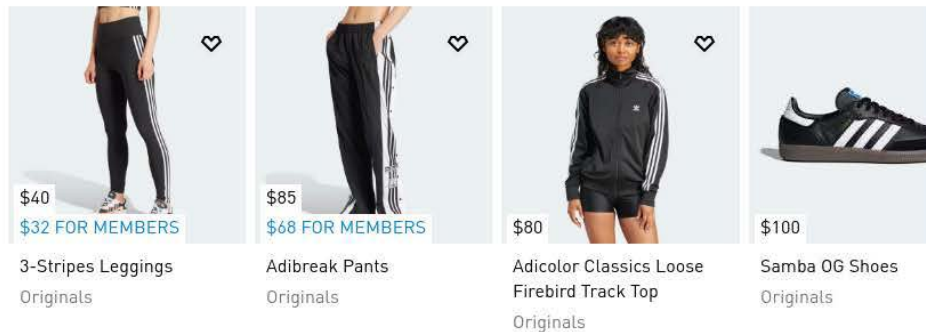 $40
$32 FOR MEMBERS
3-Stripes Leggings
Originals
$85
$68 FOR MEMBERS
Adibreak Pants
Originals
$80
Adicolor Classics Loose
Firebird Track Top
Originals
$100
Samba OG Shoes
Originals